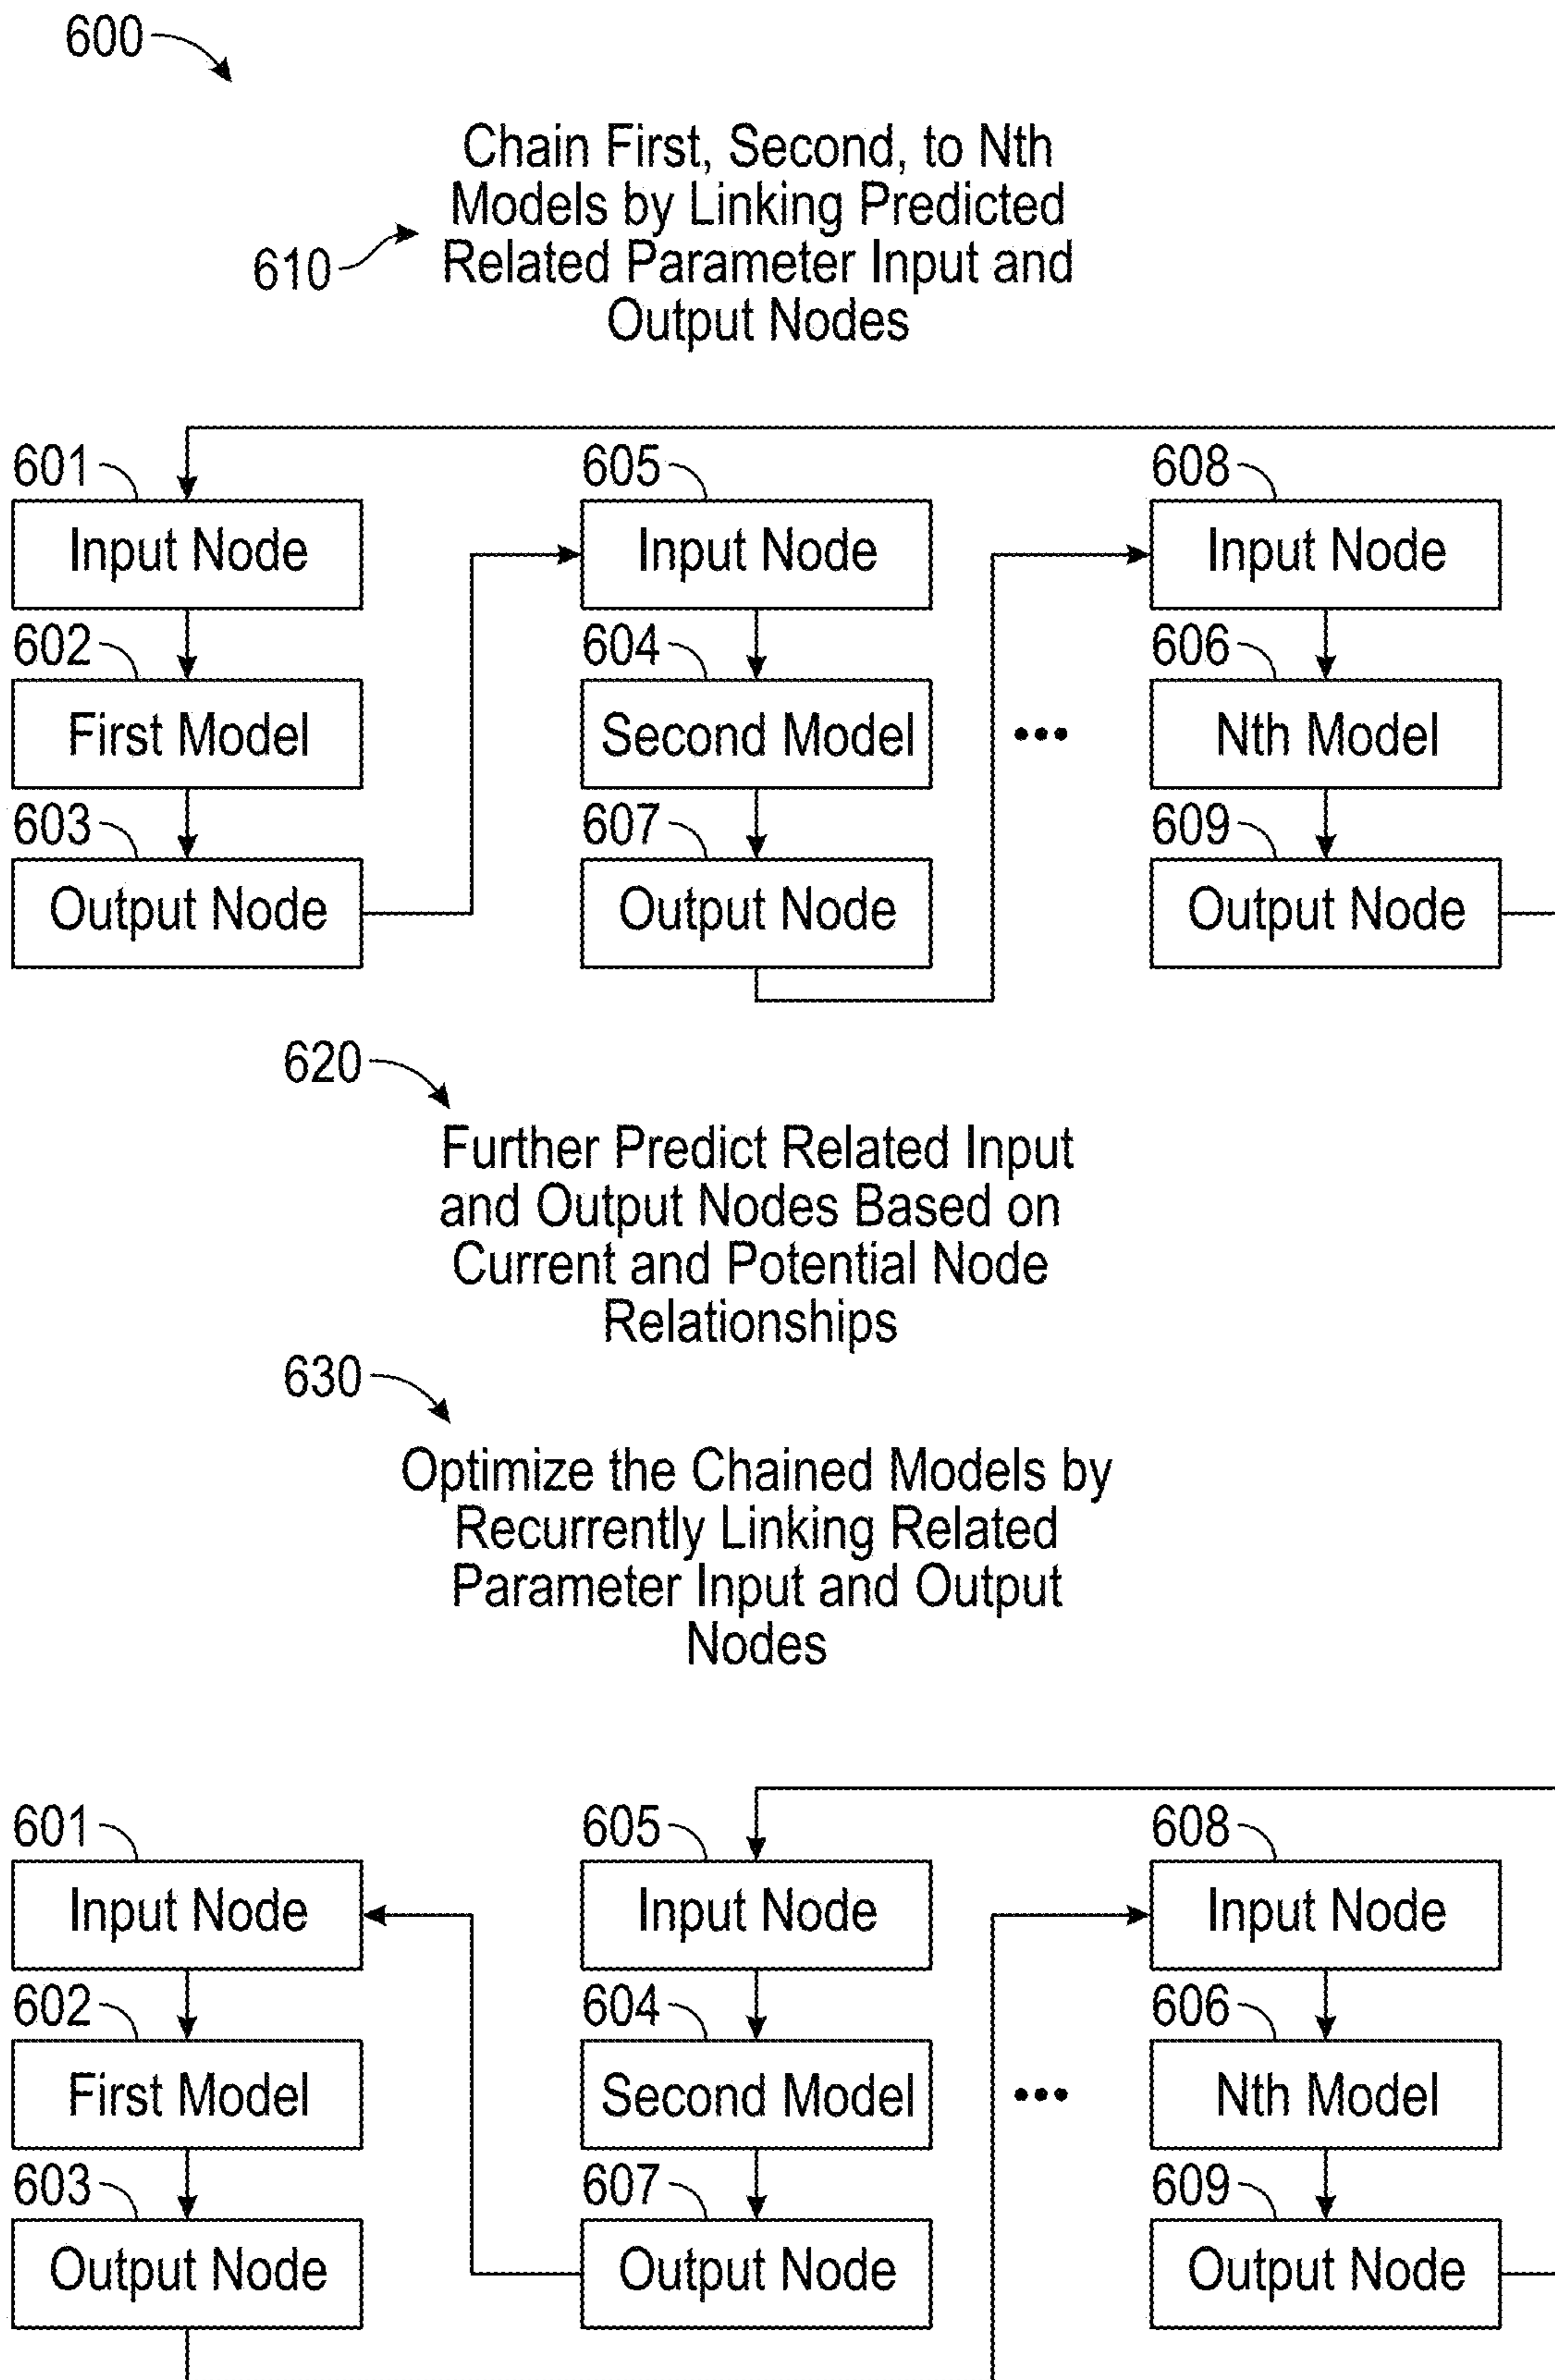 600
Chain First, Second, to Nth
Models by Linking Predicted
610
Related Parameter Input and
Output Nodes
601
605
608
Input Node
Input Node
Input Node
602
604
606
First Model
Second Model
•••
Nth Model
603
607
609
Output Node
Output Node
Output Node
620
Further Predict Related Input
and Output Nodes Based on
Current and Potential Node
Relationships
630
Optimize the Chained Models by
Recurrently Linking Related
Parameter Input and Output
Nodes
601
605
608
Input Node
Input Node
Input Node
602
604
606
First Model
Second Model
•••
Nth Model
603
607
609
Output Node
Output Node
Output Node